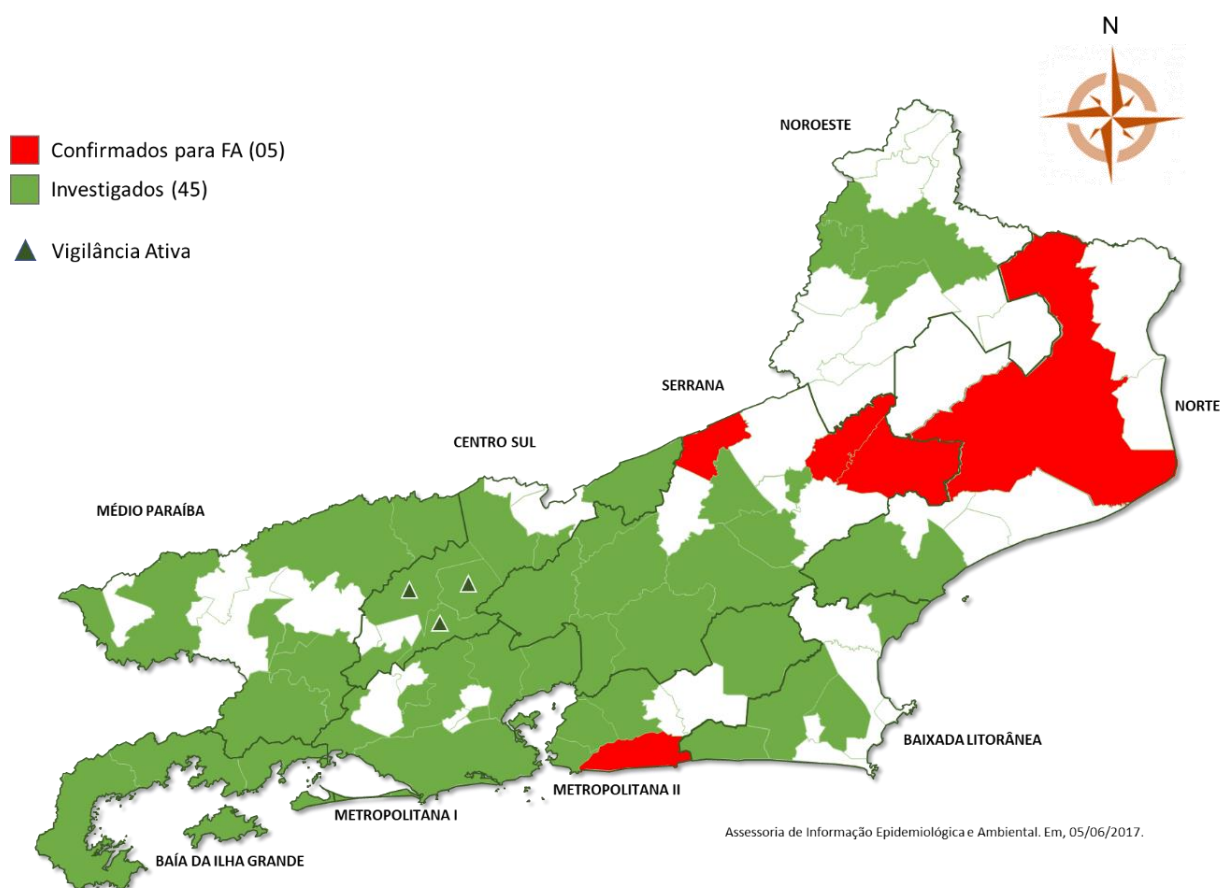 N
NOROESTE
Confirmados para FA (05)
Investigados (45)
Vigilância Ativa
SERRANA
NORTE
CENTRO SUL
MÉDIO PARAÍBA
BAIXADA LITORÂNEA
METROPOLITANA II
METROPOLITANA I
Assessoria de Informação Epidemiológica e Ambiental. Em, 05/06/2017.
BAÍA DA ILHA GRANDE